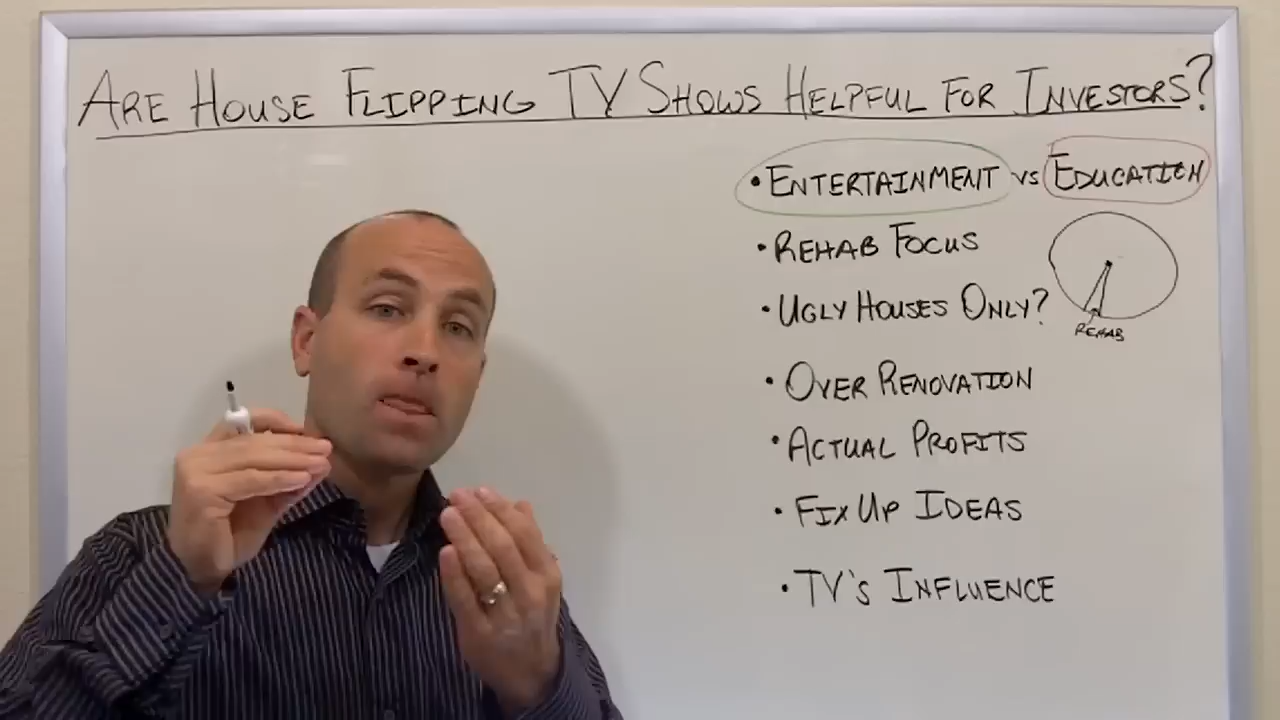 ARE HOUSE FLIPPING TV SHOWS HELPFUL FOR INVESTORS?
• ENTERTAINMENT VS EDUCATION
• REHAB FOCUS
• UGLY HOUSES ONLY?
REHAB
• OVER RENOVATION
• ACTUAL PROFITS
• FIX UP IDEAS
• TV'S INFLUENCE